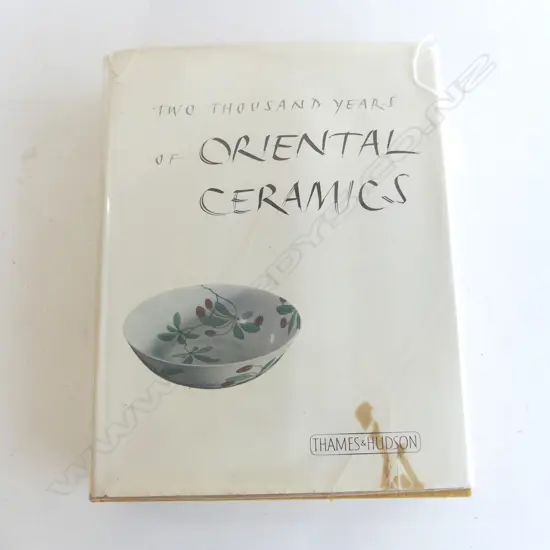 TWO THOUSAND YEARS
OF ORIENTAL
CERAMICS
THAMES & HUDSON